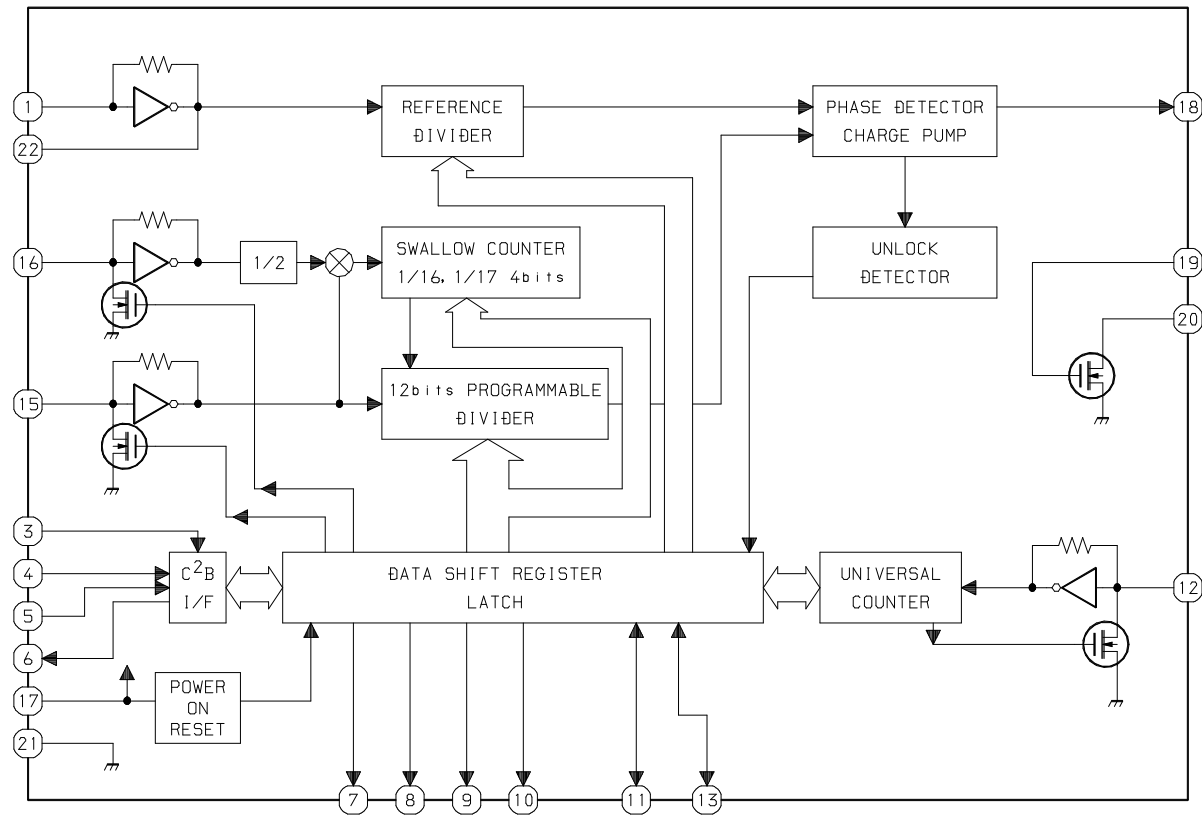 1
REFERENCE
DIVIDER
PHASE DETECTOR
CHARGE PUMP
18
22
16
1/2
SWALLOW COUNTER
1/16, 1/17 4bits
UNLOCK
DETECTOR
19
20
15
12bits PROGRAMMABLE
DIVIDER
3
4
5
6
C²B
I/F
DATA SHIFT REGISTER
LATCH
UNIVERSAL
COUNTER
12
17
POWER
ON
RESET
21
7
8
9
10
11
13